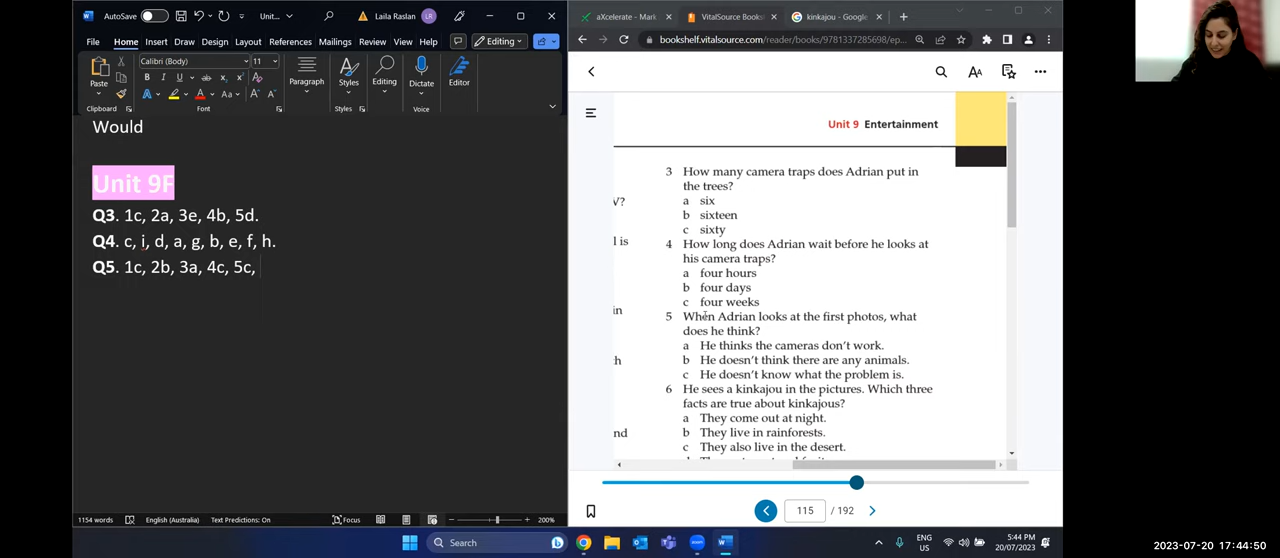 AutoSave
Unit...
Laila Raslan
LR
File Home Insert Draw Design Layout References Mailings Review View Help
Editing
Paste
Calibri (Body) 11
Paragraph
Styles
Editing
Dictate
Editor
Clipboard
Font
Styles
Voice
Would
Unit 9F
Q3. 1c, 2a, 3e, 4b, 5d.
Q4. c, i, d, a, g, b, e, f, h.
Q5. 1c, 2b, 3a, 4c, 5c,
1154 words
English (Australia)
Text Predictions: On
Focus
200%
aXcelerate - Mark
VitalSource Books
kinkajou - Google
bookshelf.vitalsource.com/reader/books/9781337285698/ep...
Unit 9 Entertainment
3 How many camera traps does Adrian put in
the trees?
V?
a six
b sixteen
c sixty
l is
4 How long does Adrian wait before he looks at
his camera traps?
a four hours
b four days
c four weeks
in
5 When Adrian looks at the first photos, what
does he think?
a He thinks the cameras don't work.
b He doesn't think there are any animals.
c He doesn't know what the problem is.
6 He sees a kinkajou in the pictures. Which three
facts are true about kinkajous?
a They come out at night.
b They live in rainforests.
nd
c They also live in the desert.
115 / 192
Search
ENG
US
5:44 PM
20/07/2023
2023-07-20 17:44:50